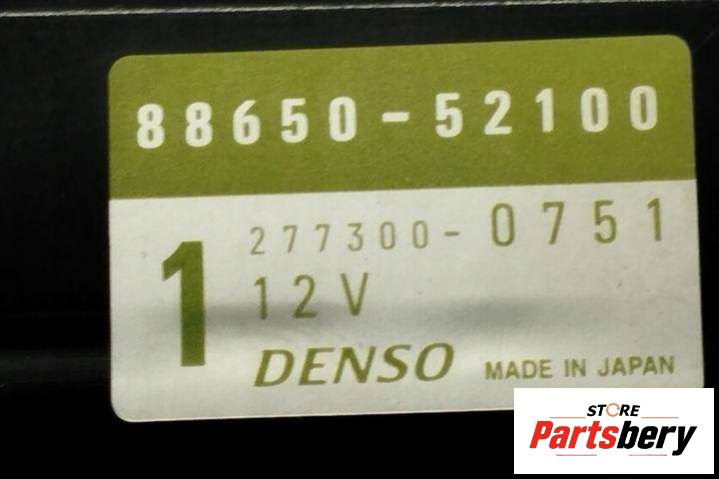 88650-52100
1
277300-0751
12V
DENSO MADE IN JAPAN
STORE
Partsbery